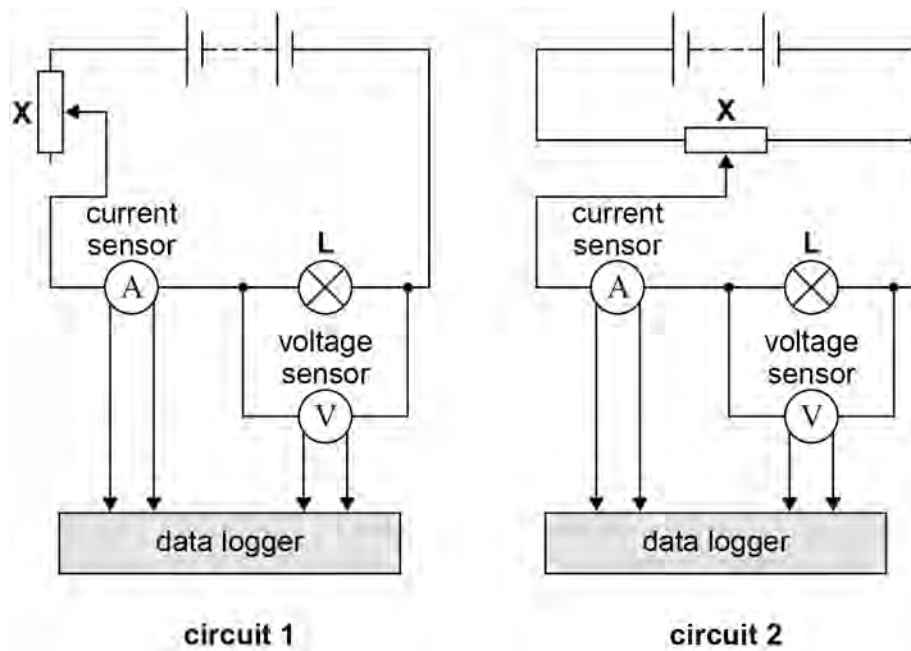 X
current
sensor
A
L
voltage
sensor
V
data logger
circuit 1
X
current
sensor
A
L
voltage
sensor
V
data logger
circuit 2